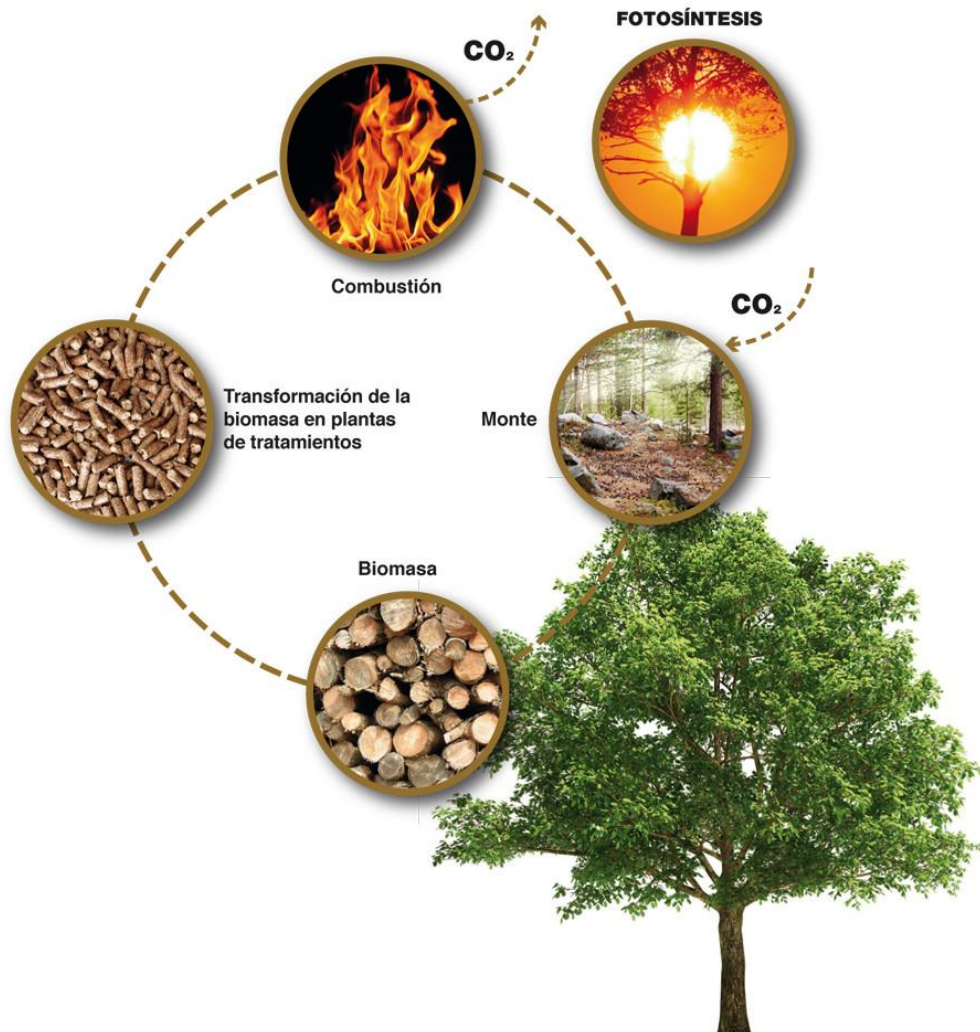 FOTOSÍNTESIS
CO₂
Combustión
CO₂
Transformación de la
biomasa en plantas
de tratamientos
Monte
Biomasa